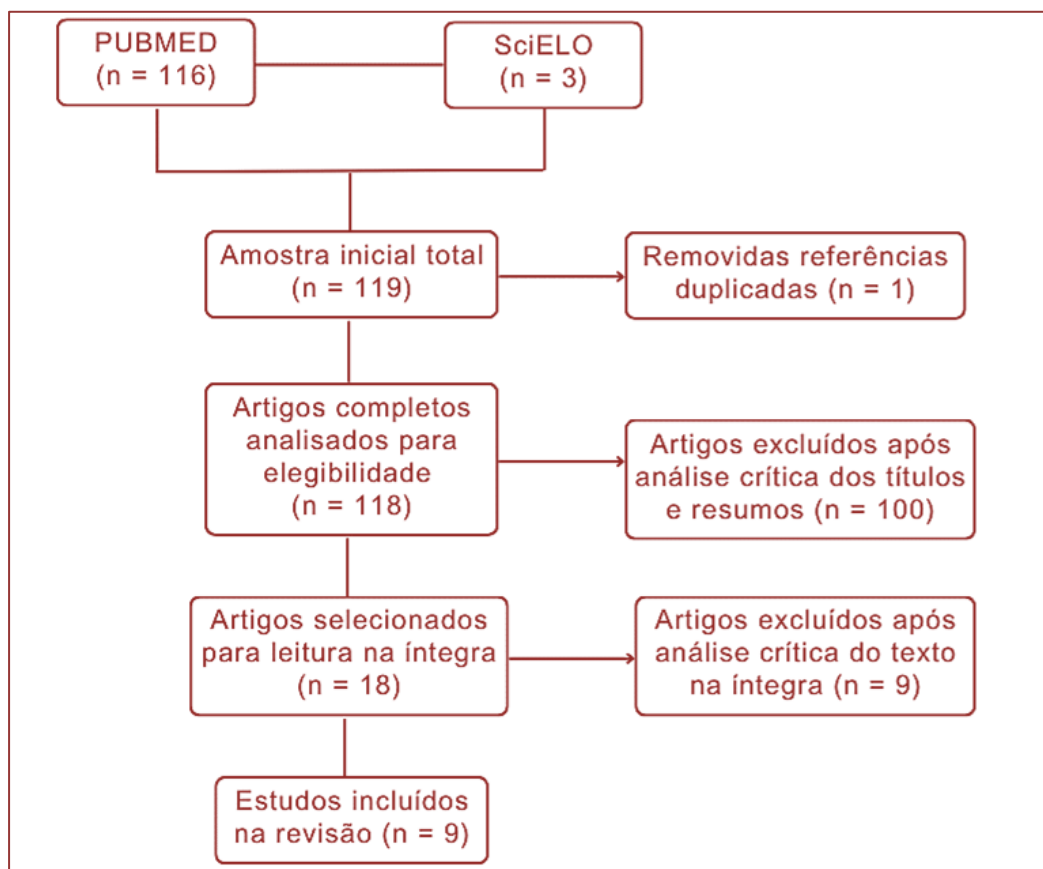 PUBMED
(n = 116)
SciELO
(n = 3)
Amostra inicial total
(n = 119)
Removidas referências
duplicadas (n = 1)
Artigos completos
analisados para
elegibilidade
(n = 118)
Artigos excluídos após
análise crítica dos títulos
e resumos (n = 100)
Artigos selecionados
para leitura na íntegra
(n = 18)
Artigos excluídos após
análise crítica do texto
na íntegra (n = 9)
Estudos incluídos
na revisão (n = 9)